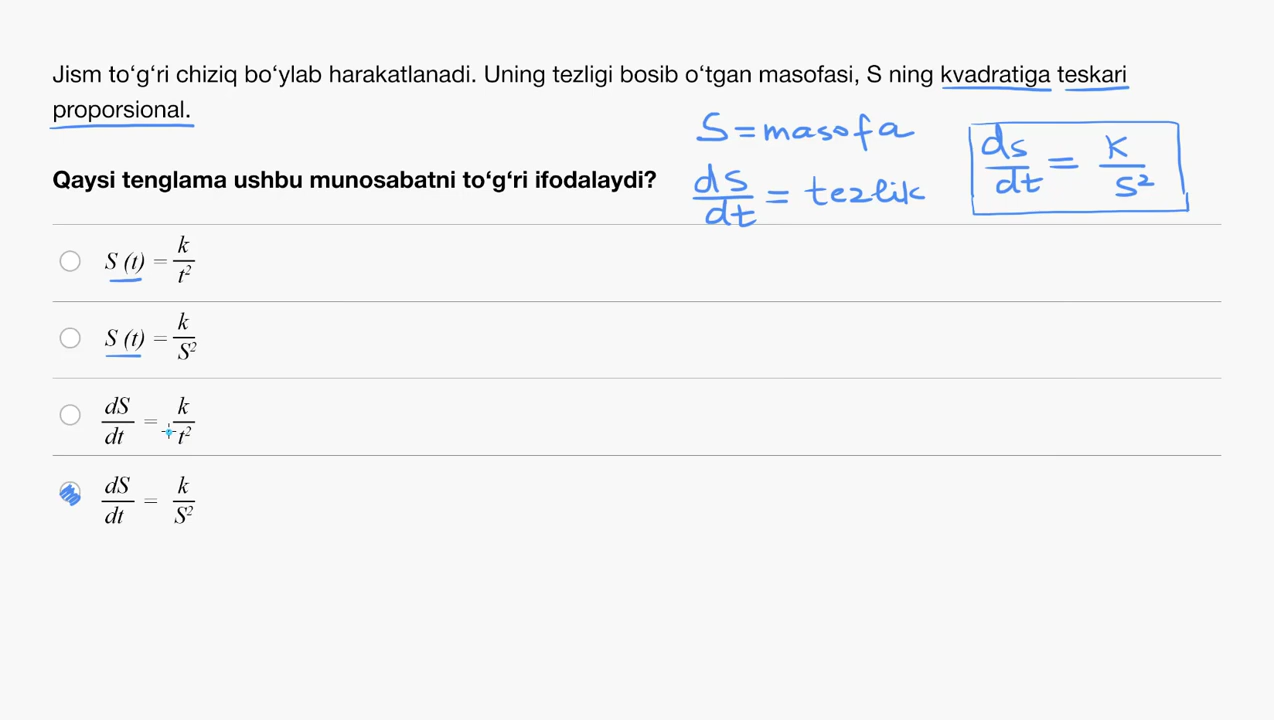 Jism to‘g‘ri chiziq bo‘ylab harakatlanadi. Uning tezligi bosib o‘tgan masofasi, S ning kvadratiga teskari
proporsional.
S = masofa
ds/dt = tezlik
ds/dt = k/s²
Qaysi tenglama ushbu munosabatni to‘g‘ri ifodalaydi?
S (t) = k/t²
S (t) = k/S²
dS/dt = k/t²
dS/dt = k/S²